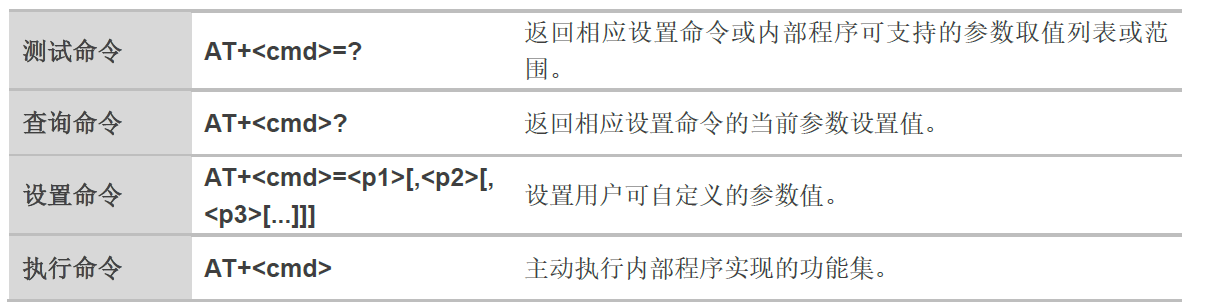 测试命令 AT+<cmd>=? 返回相应设置命令或内部程序可支持的参数取值列表或范
围。
查询命令 AT+<cmd>? 返回相应设置命令的当前参数设置值。
设置命令 AT+<cmd>=<p1>[,<p2>[, 设置用户可自定义的参数值。
<p3>[...]]]
执行命令 AT+<cmd> 主动执行内部程序实现的功能集。